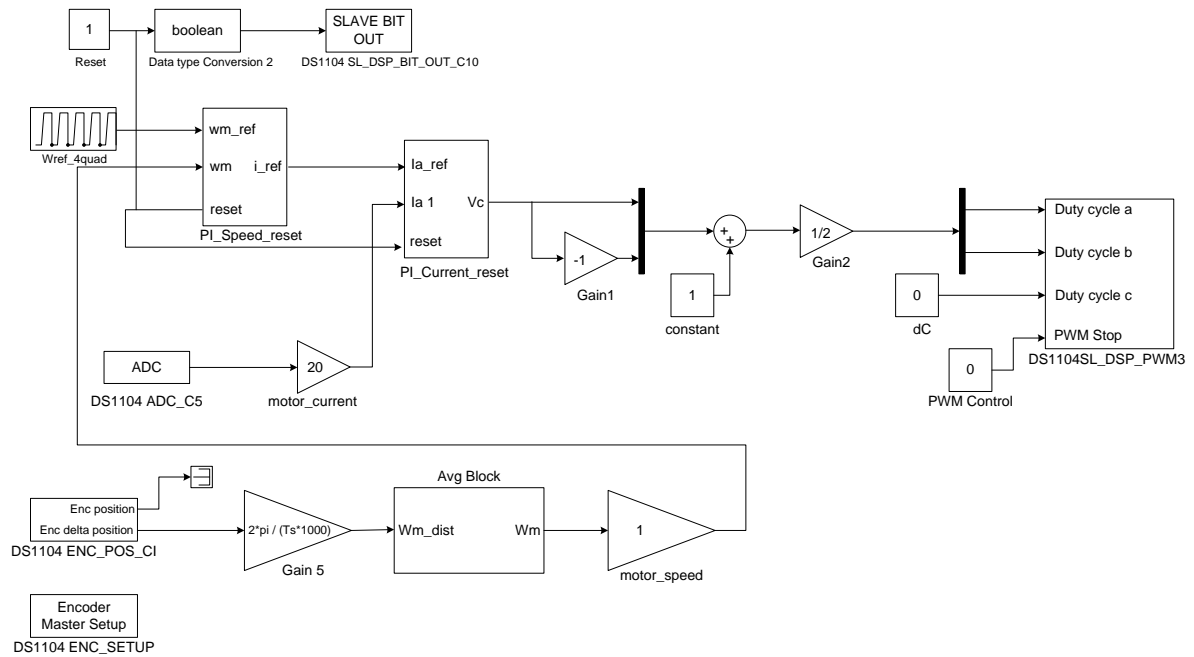 1
Reset
boolean
Data type Conversion 2
SLAVE BIT
OUT
DS1104 SL_DSP_BIT_OUT_C10
Wref_4quad
wm_ref
wm
i_ref
reset
PI_Speed_reset
Ia_ref
Ia 1
Vc
reset
PI_Current_reset
-1
Gain1
+
+
1
constant
1/2
Gain2
0
dC
Duty cycle a
Duty cycle b
Duty cycle c
PWM Stop
DS1104SL_DSP_PWM3
0
PWM Control
ADC
DS1104 ADC_C5
20
motor_current
Enc position
Enc delta position
DS1104 ENC_POS_CI
2*pi / (Ts*1000)
Gain 5
Avg Block
Wm_dist
Wm
1
motor_speed
Encoder
Master Setup
DS1104 ENC_SETUP